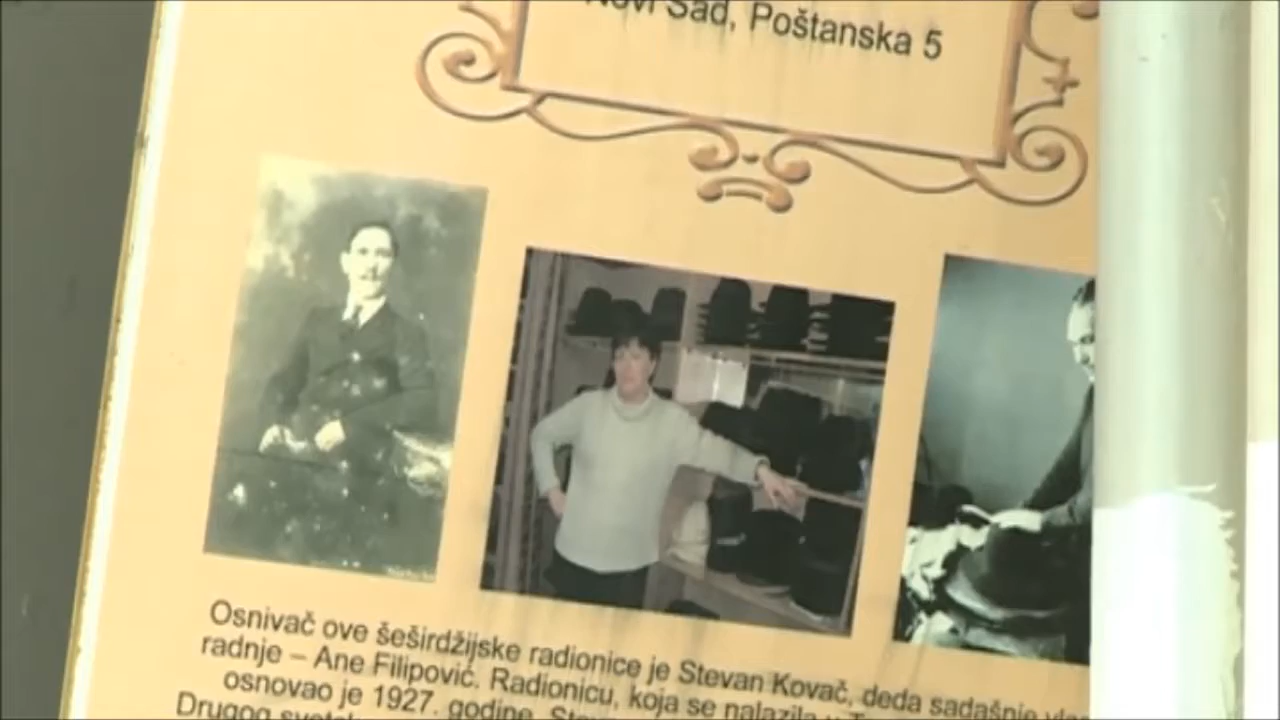 Novi Sad, Poštanska 5
Osnivač ove šeširdžijske radionice je Stevan Kovač, deda sadašnje
radnje – Ane Filipović. Radionicu, koja se nalazila u
osnovao je 1927. godine.
Drugog